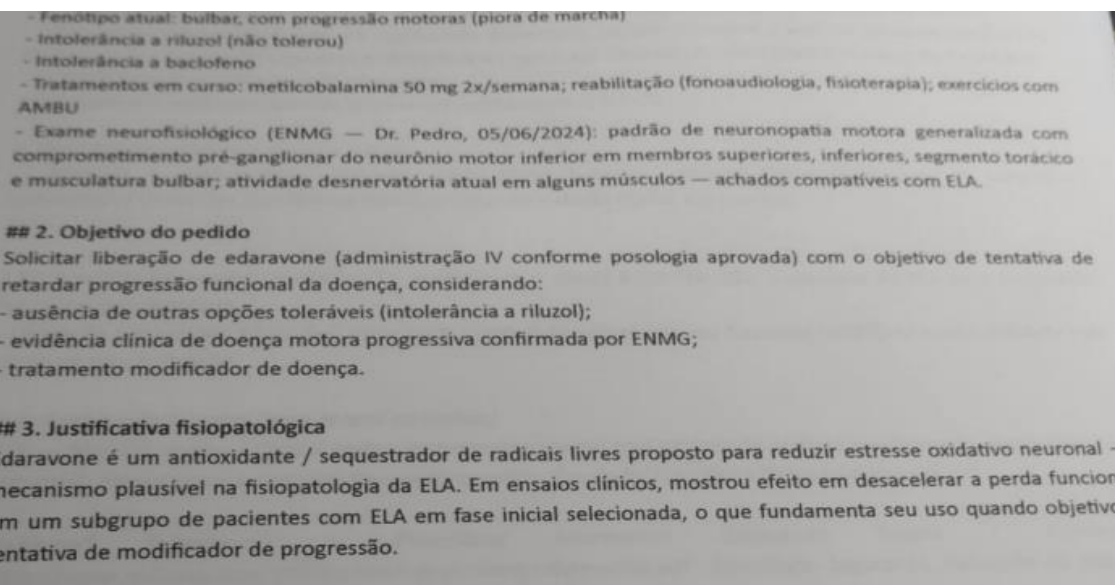 - Fenótipo atual: bulbar, com progressão motoras (piora de marcha)
- Intolerância a riluzol (não tolerou)
- Intolerância a baclofeno
- Tratamentos em curso: metilcobalamina 50 mg 2x/semana; reabilitação (fonoaudiologia, fisioterapia); exercícios com
AMBU
- Exame neurofisiológico (ENMG — Dr. Pedro, 05/06/2024): padrão de neuronopatia motora generalizada com
comprometimento pré-ganglionar do neurônio motor inferior em membros superiores, inferiores, segmento torácico
e musculatura bulbar; atividade desnervatória atual em alguns músculos — achados compatíveis com ELA.
## 2. Objetivo do pedido
Solicitar liberação de edaravone (administração IV conforme posologia aprovada) com o objetivo de tentativa de
retardar progressão funcional da doença, considerando:
- ausência de outras opções toleráveis (intolerância a riluzol);
- evidência clínica de doença motora progressiva confirmada por ENMG;
- tratamento modificador de doença.
## 3. Justificativa fisiopatológica
daravone é um antioxidante / sequestrador de radicais livres proposto para reduzir estresse oxidativo neuronal -
necanismo plausível na fisiopatologia da ELA. Em ensaios clínicos, mostrou efeito em desacelerar a perda funcion
m um subgrupo de pacientes com ELA em fase inicial selecionada, o que fundamenta seu uso quando objetivo
entativa de modificador de progressão.